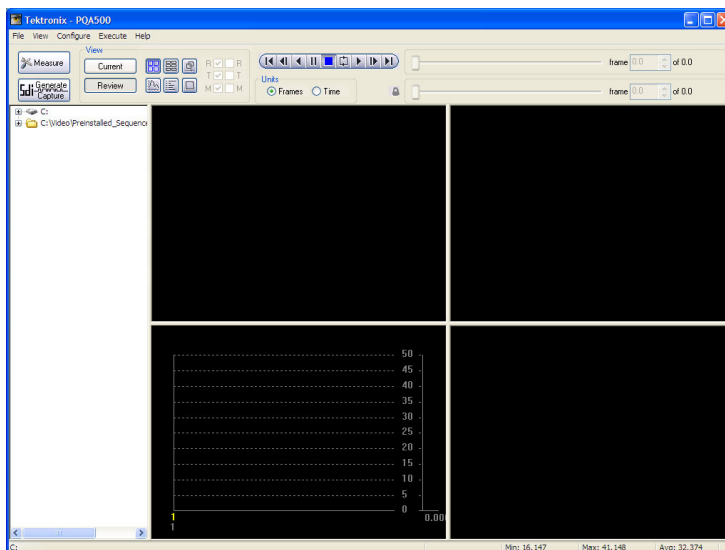 Tektronix - PQA500
File View Configure Execute Help
Measure
View
Current
Review
Generate
Capture
Sdi
R R
T T
M M
Units
Frames Time
frame 0.0 of 0.0
frame 0.0 of 0.0
C:
C:\Video\Preinstalled_Sequence
50
45
40
35
30
25
20
15
10
5
0
1
1
0.00
C:
Min: 16.147 Max: 41.148 Avg: 32.374